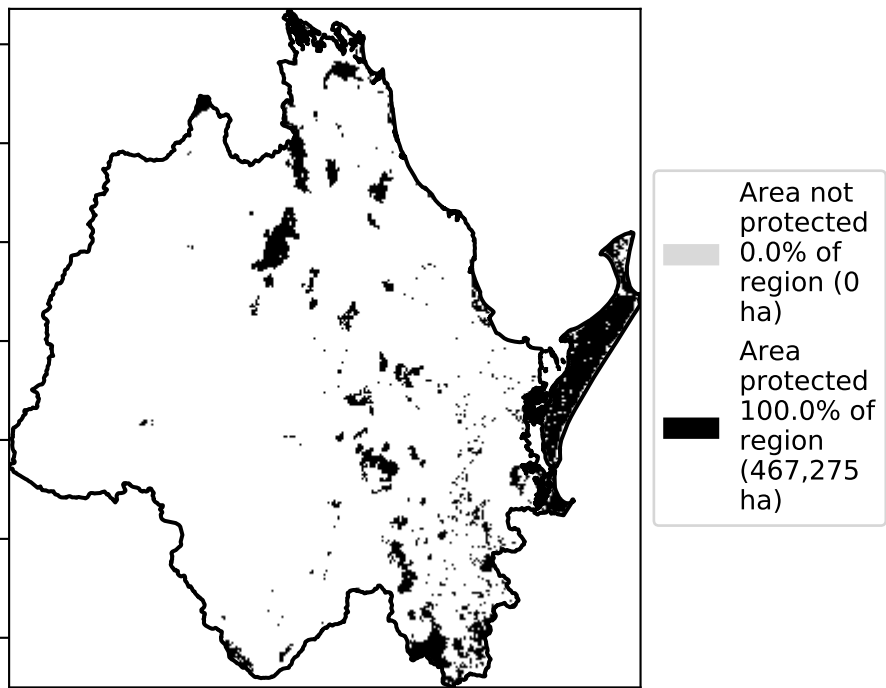 Area not
protected
0.0% of
region (0
ha)
Area
protected
100.0% of
region
(467,275
ha)